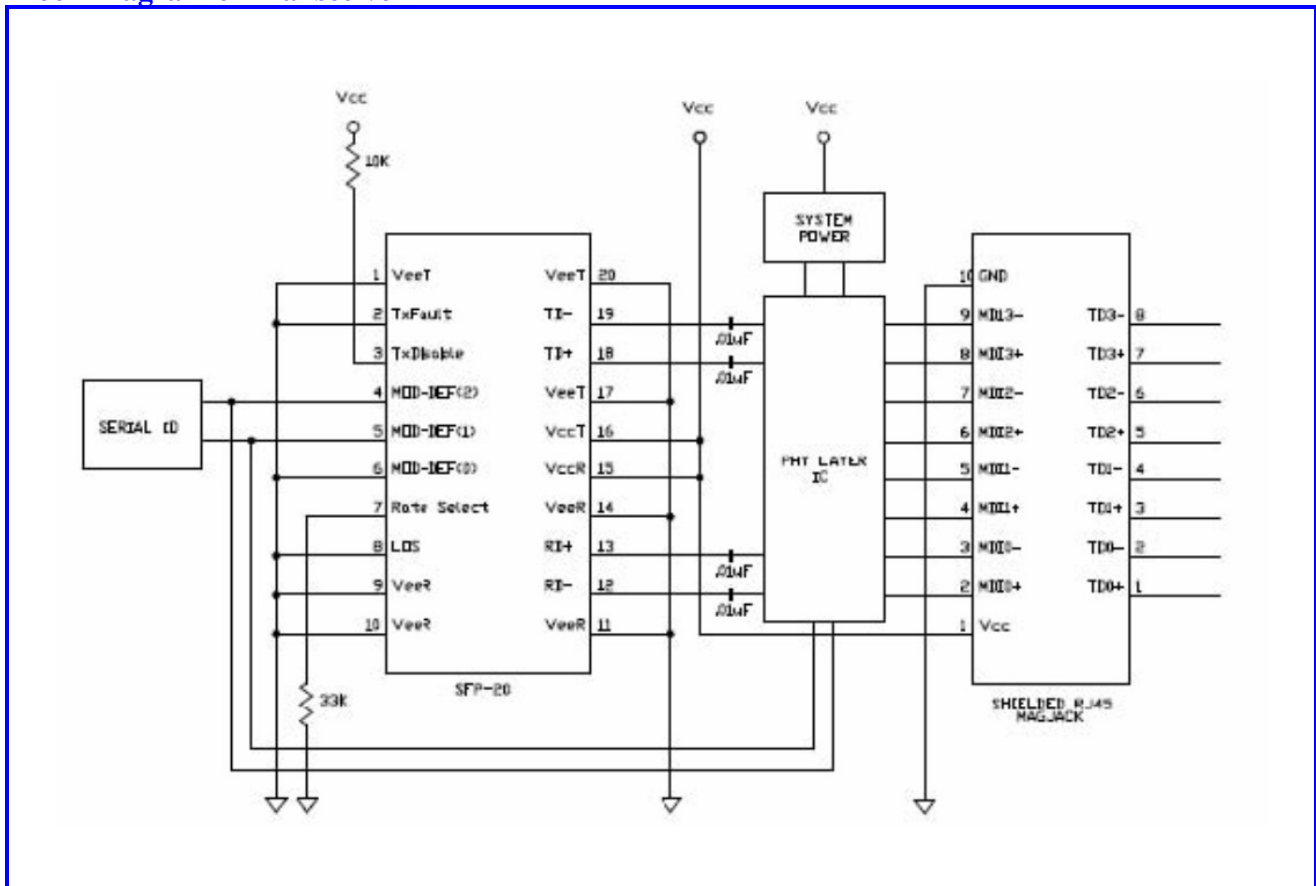 Vcc
10K
Vcc
Vcc
SYSTEM
POWER
SERIAL ID
1 VeeT
2 TxFault
3 TxDisable
4 MOD-DEF(2)
5 MOD-DEF(1)
6 MOD-DEF(0)
7 Rate Select
8 LOS
9 VeeR
10 VeeR
VeeT 20
TD- 19
TD+ 18
VeeT 17
VccT 16
VccR 15
VeeR 14
RD+ 13
RD- 12
VeeR 11
SFP-20
33K
.01uF
.01uF
.01uF
.01uF
PHY LAYER
IC
10 GND
9 MDI3-
8 MDI3+
7 MDI2-
6 MDI2+
5 MDI1-
4 MDI1+
3 MDI0-
2 MDI0+
1 Vcc
TD3- 8
TD3+ 7
TD2- 6
TD2+ 5
TD1- 4
TD1+ 3
TD0- 2
TD0+ 1
SHIELDED RJ45
MAGJACK